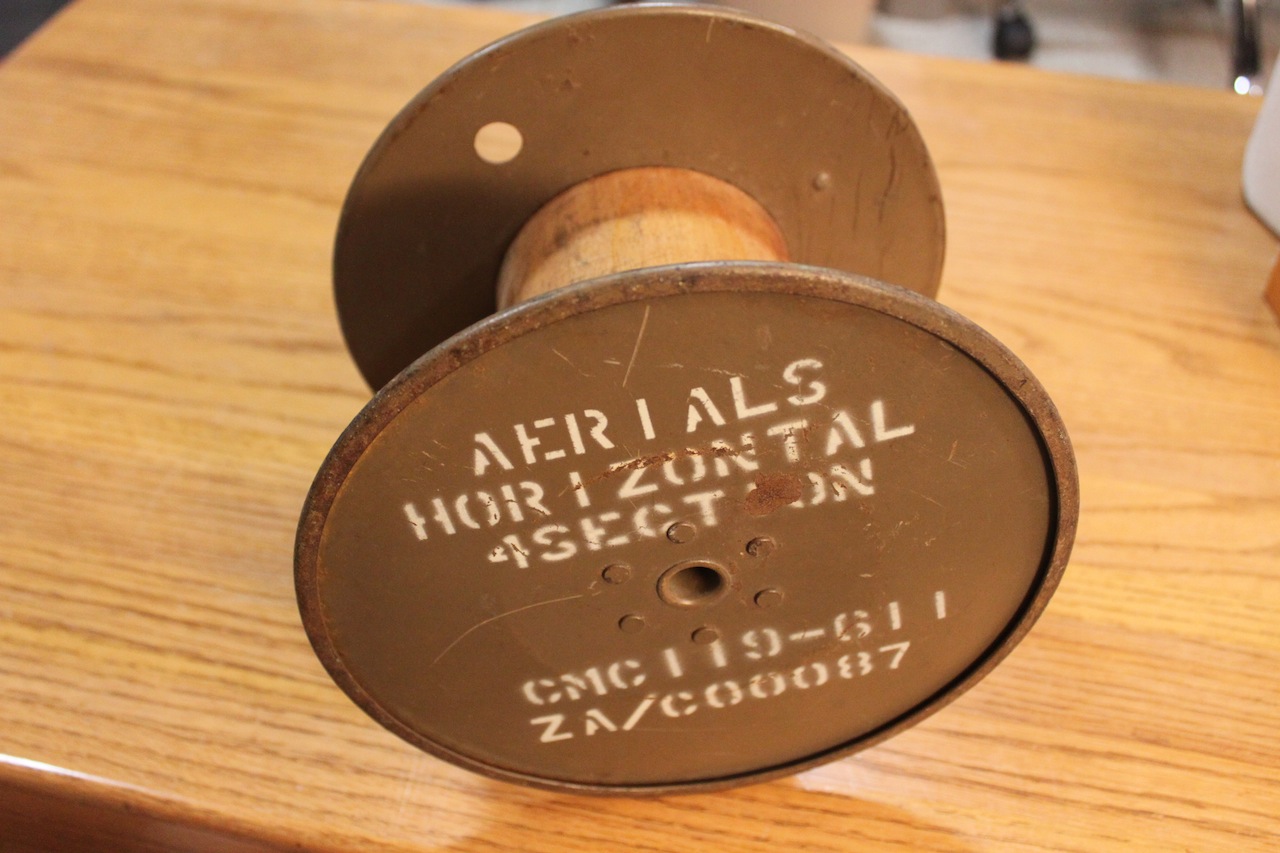 AERIALS
HORIZONTAL
4SECTION
CMC119-611
ZA/C00087